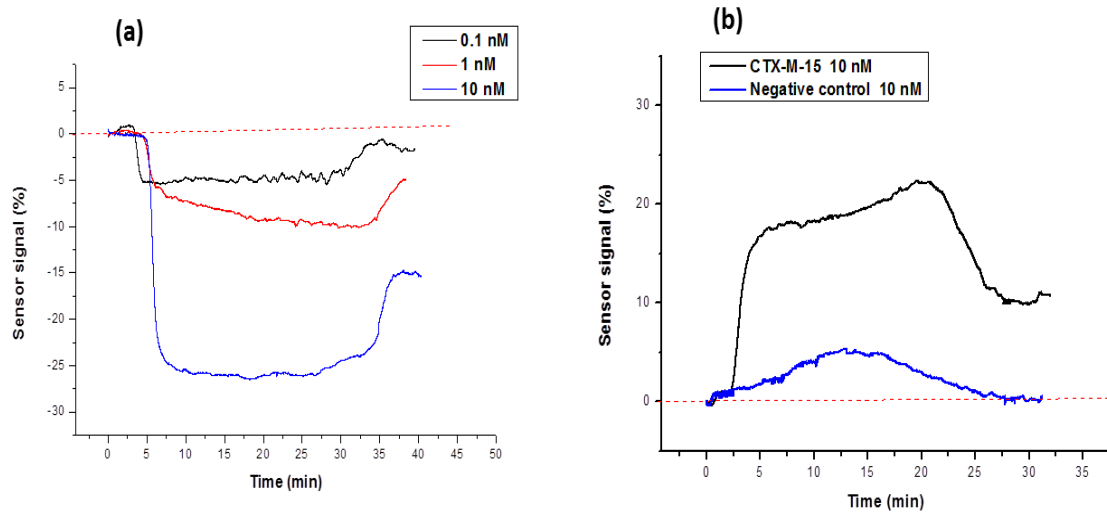 (a)
0.1 nM
1 nM
10 nM
5
0
-5
-10
-15
-20
-25
-30
Sensor signal (%)
0 5 10 15 20 25 30 35 40 45 50
Time (min)
(b)
CTX-M-15 10 nM
Negative control 10 nM
30
20
10
0
Sensor signal (%)
0 5 10 15 20 25 30 35
Time (min)